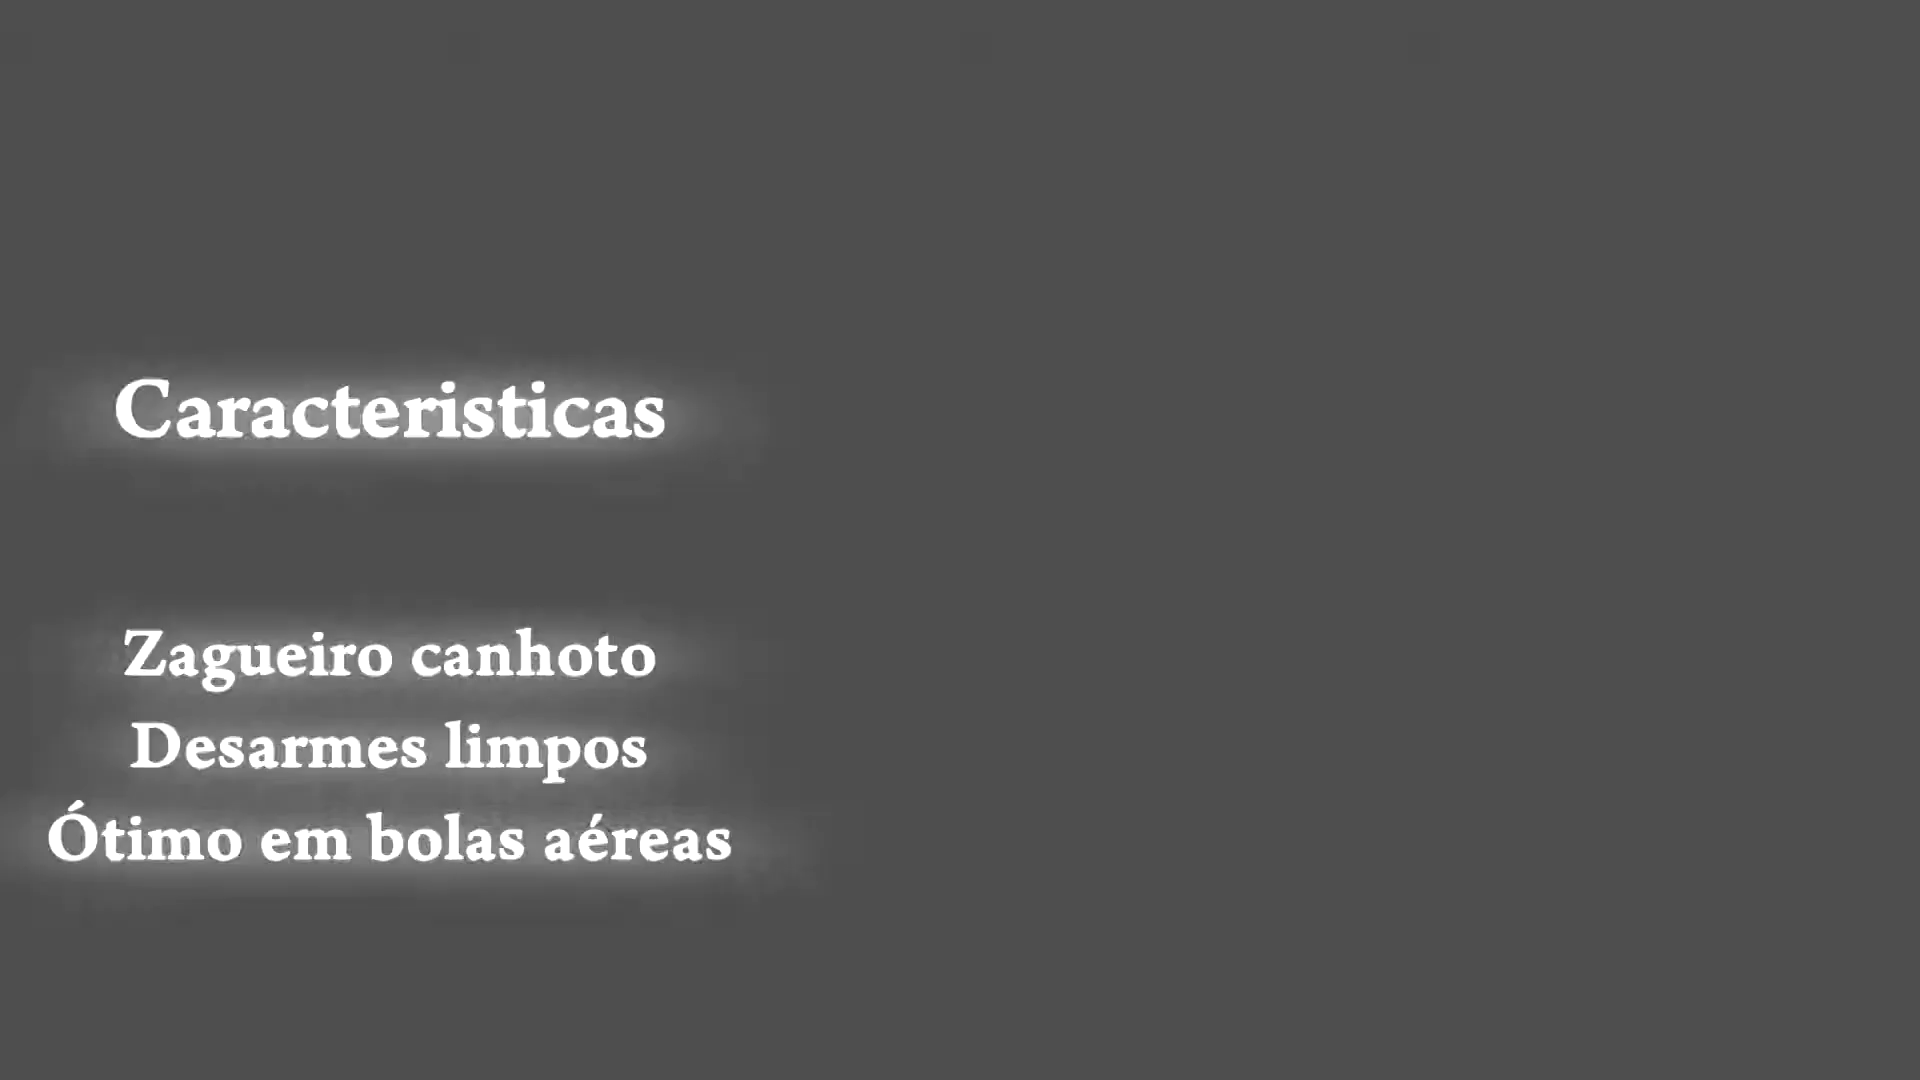 Caracteristicas
Zagueiro canhoto
Desarmes limpos
Ótimo em bolas aéreas